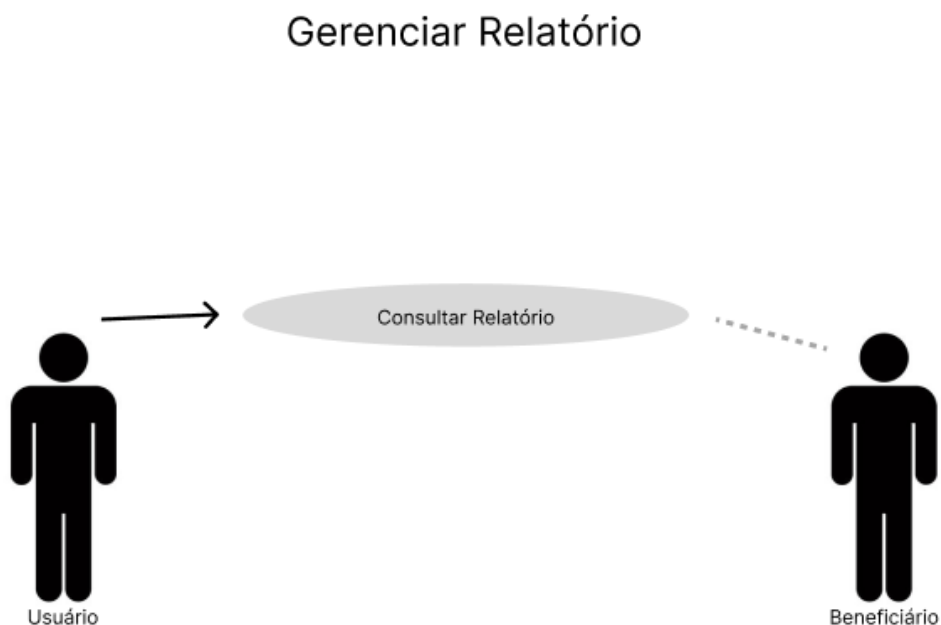 Gerenciar Relatório
Consultar Relatório
Usuário
Beneficiário